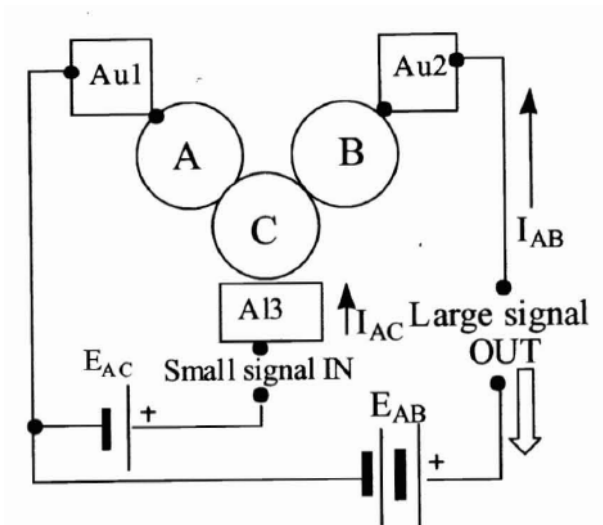 Au1
Au2
A
B
C
I_AB
Al3
I_AC
Large signal
OUT
E_AC
Small signal IN
E_AB
+
+